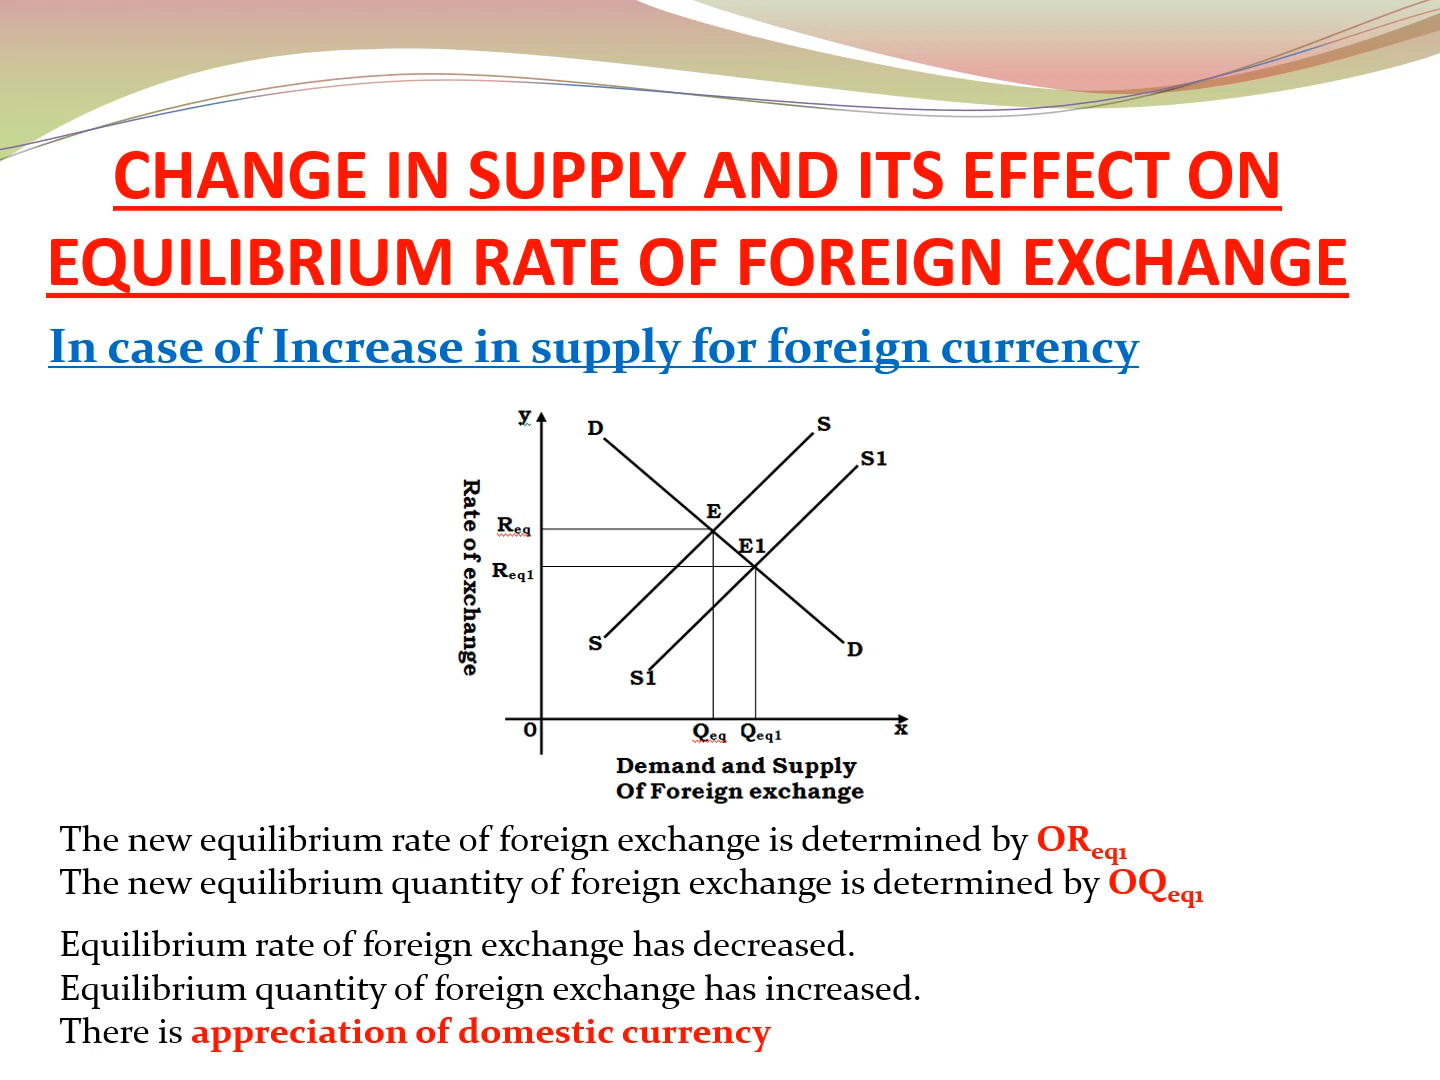 CHANGE IN SUPPLY AND ITS EFFECT ON
EQUILIBRIUM RATE OF FOREIGN EXCHANGE
In case of Increase in supply for foreign currency
y
D
S
S1
Rate of exchange
E
Req
E1
Req1
S
D
S1
0
Qeq Qeq1
x
Demand and Supply
Of Foreign exchange
The new equilibrium rate of foreign exchange is determined by OReq1
The new equilibrium quantity of foreign exchange is determined by OQeq1
Equilibrium rate of foreign exchange has decreased.
Equilibrium quantity of foreign exchange has increased.
There is appreciation of domestic currency